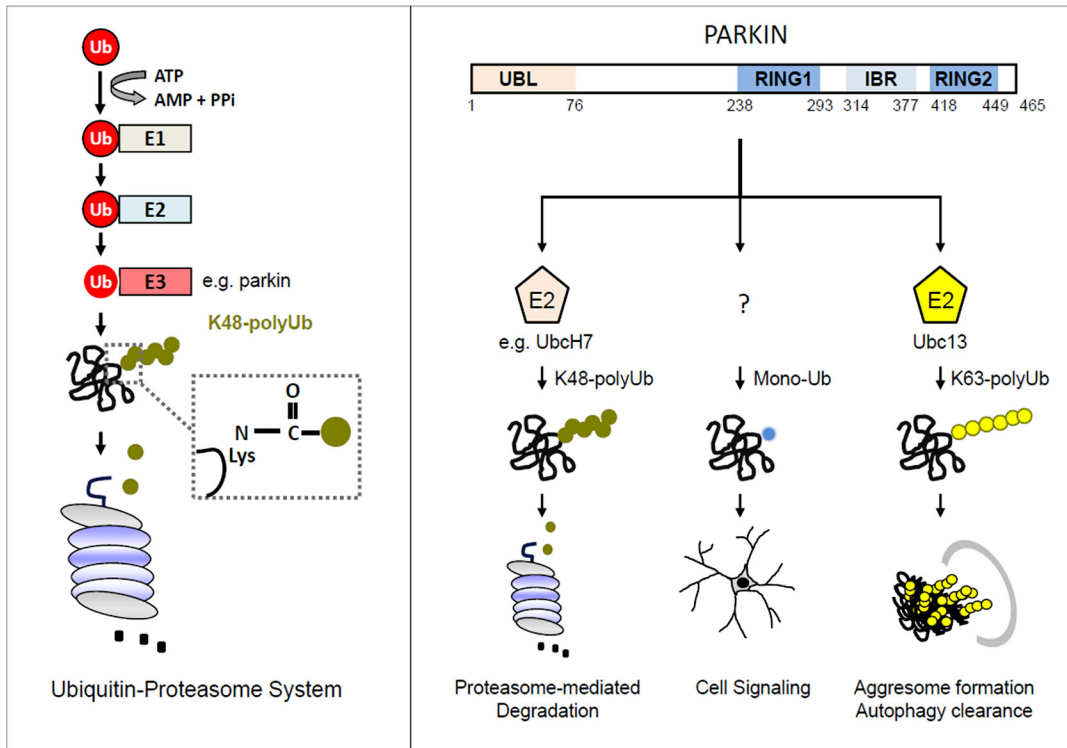 Ub
ATP
AMP + PPi
Ub E1
Ub E2
Ub E3 e.g. parkin
K48-polyUb
O
N C
Lys
Ubiquitin-Proteasome System
PARKIN
UBL RING1 IBR RING2
1 76 238 293 314 377 418 449 465
E2 ? E2
e.g. UbcH7 Ubc13
K48-polyUb Mono-Ub K63-polyUb
Proteasome-mediated Cell Signaling Aggresome formation
Degradation Autophagy clearance